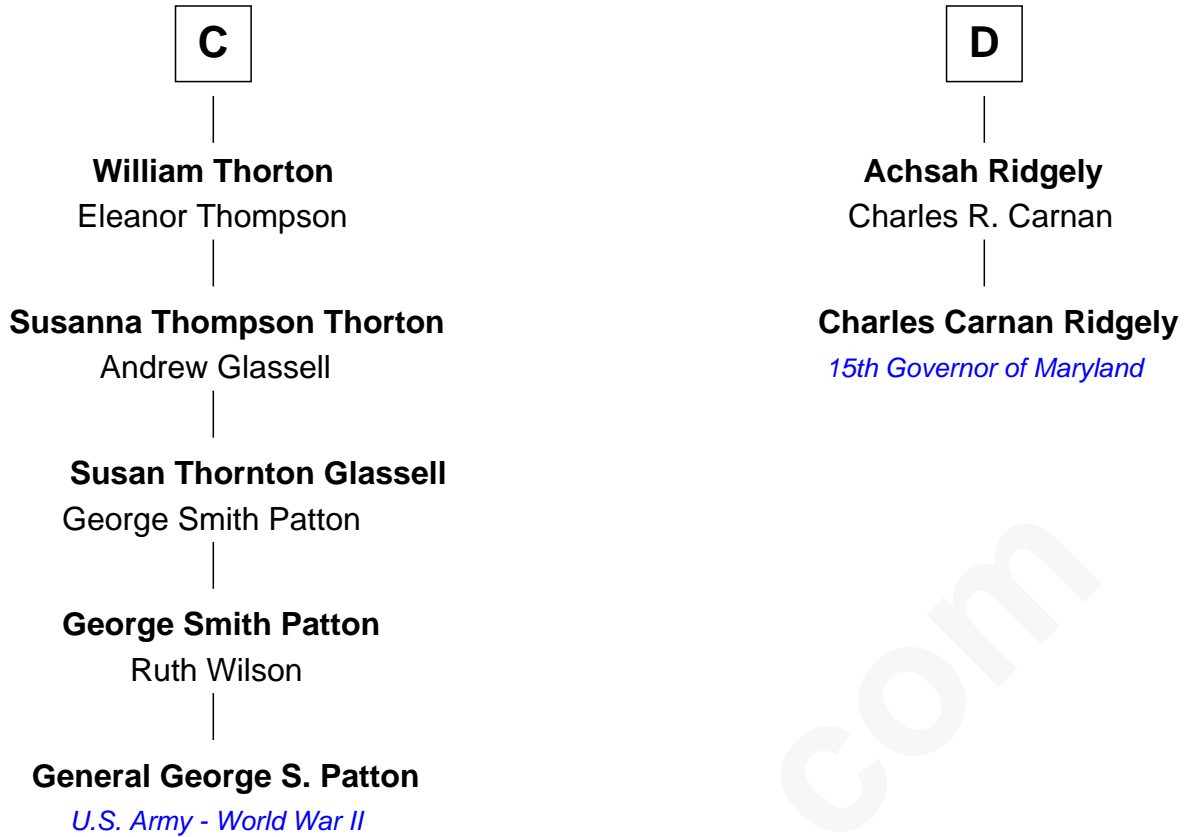 C
William Thorton
Eleanor Thompson
Susanna Thompson Thorton
Andrew Glassell
Susan Thornton Glassell
George Smith Patton
George Smith Patton
Ruth Wilson
General George S. Patton
U.S. Army - World War II
D
Achsah Ridgely
Charles R. Carnan
Charles Carnan Ridgely
15th Governor of Maryland
com